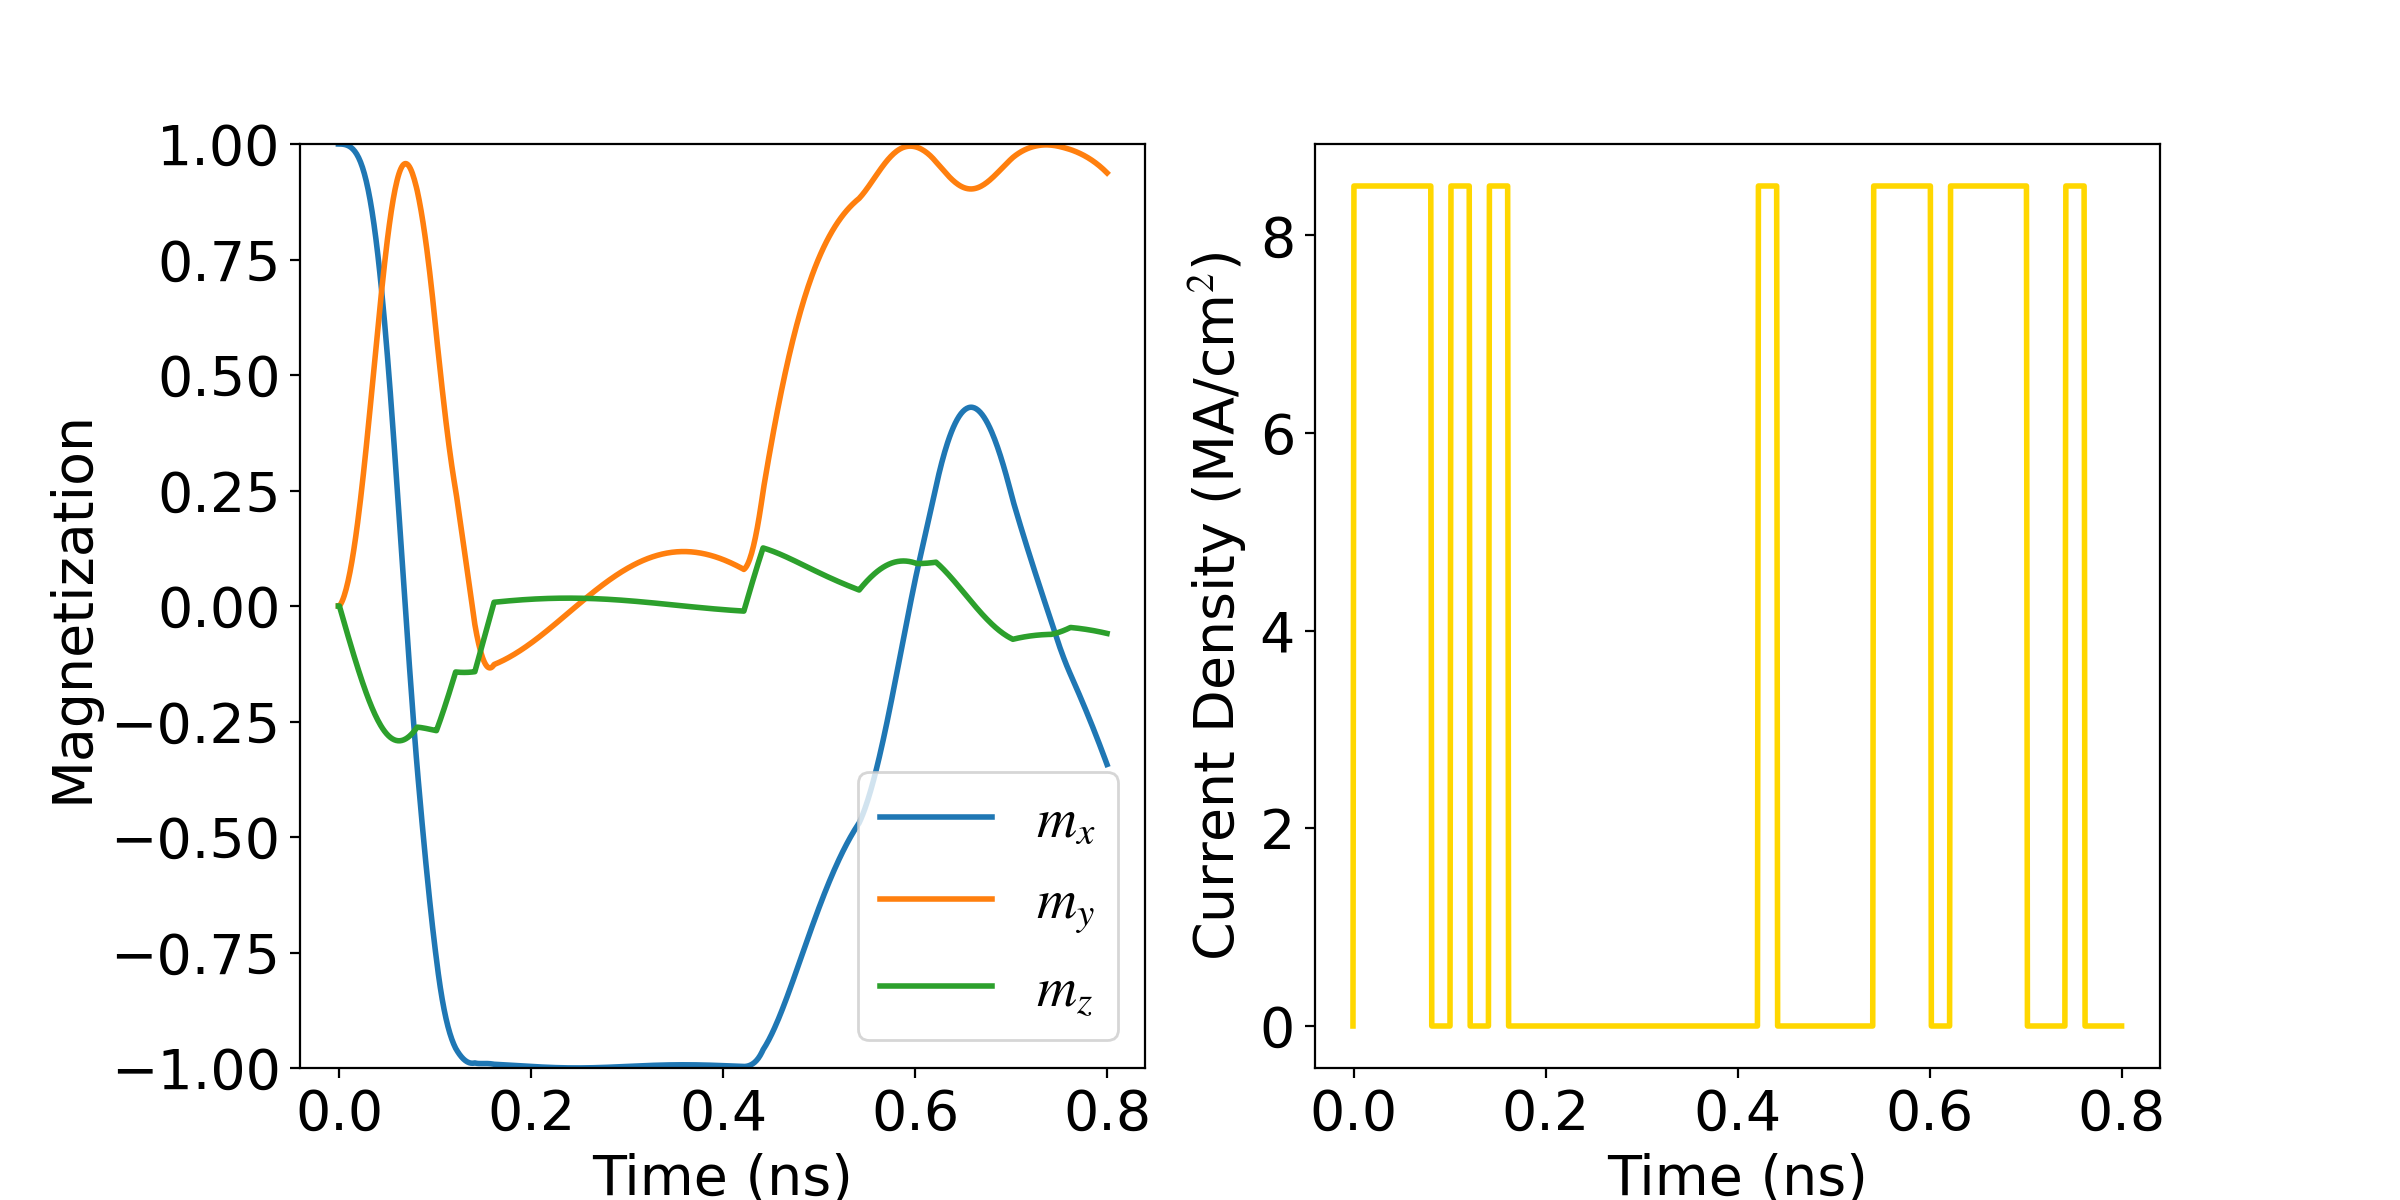 1.00
0.75
0.50
0.25
0.00
−0.25
−0.50
−0.75
−1.00
Magnetization
0.0 0.2 0.4 0.6 0.8
Time (ns)
m_x
m_y
m_z
8
6
4
2
0
Current Density (MA/cm²)
0.0 0.2 0.4 0.6 0.8
Time (ns)